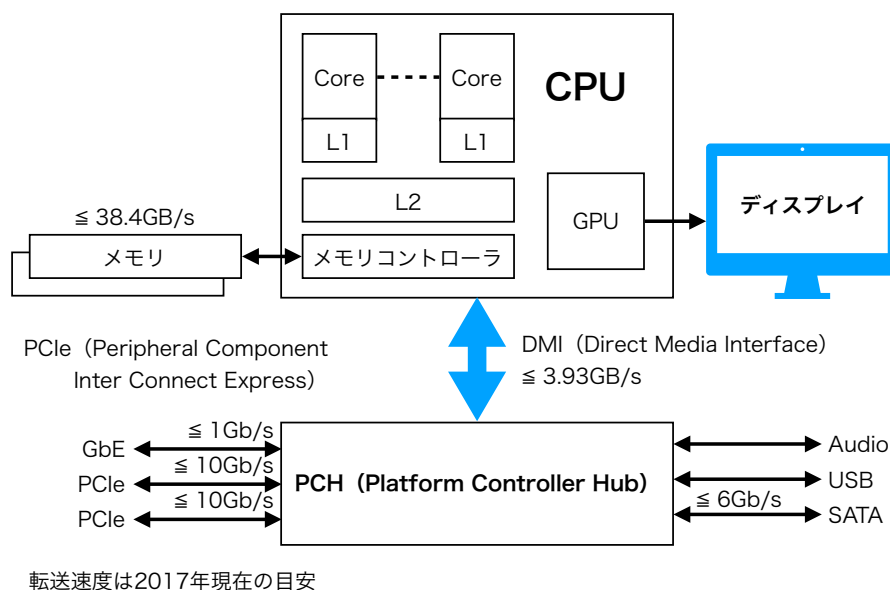 Core
Core
CPU
L1
L1
L2
GPU
ディスプレイ
≦ 38.4GB/s
メモリ
メモリコントローラ
PCIe（Peripheral Component
Inter Connect Express）
DMI（Direct Media Interface）
≦ 3.93GB/s
GbE
≦ 1Gb/s
PCIe
≦ 10Gb/s
PCIe
≦ 10Gb/s
PCH（Platform Controller Hub）
Audio
USB
≦ 6Gb/s
SATA
転送速度は2017年現在の目安